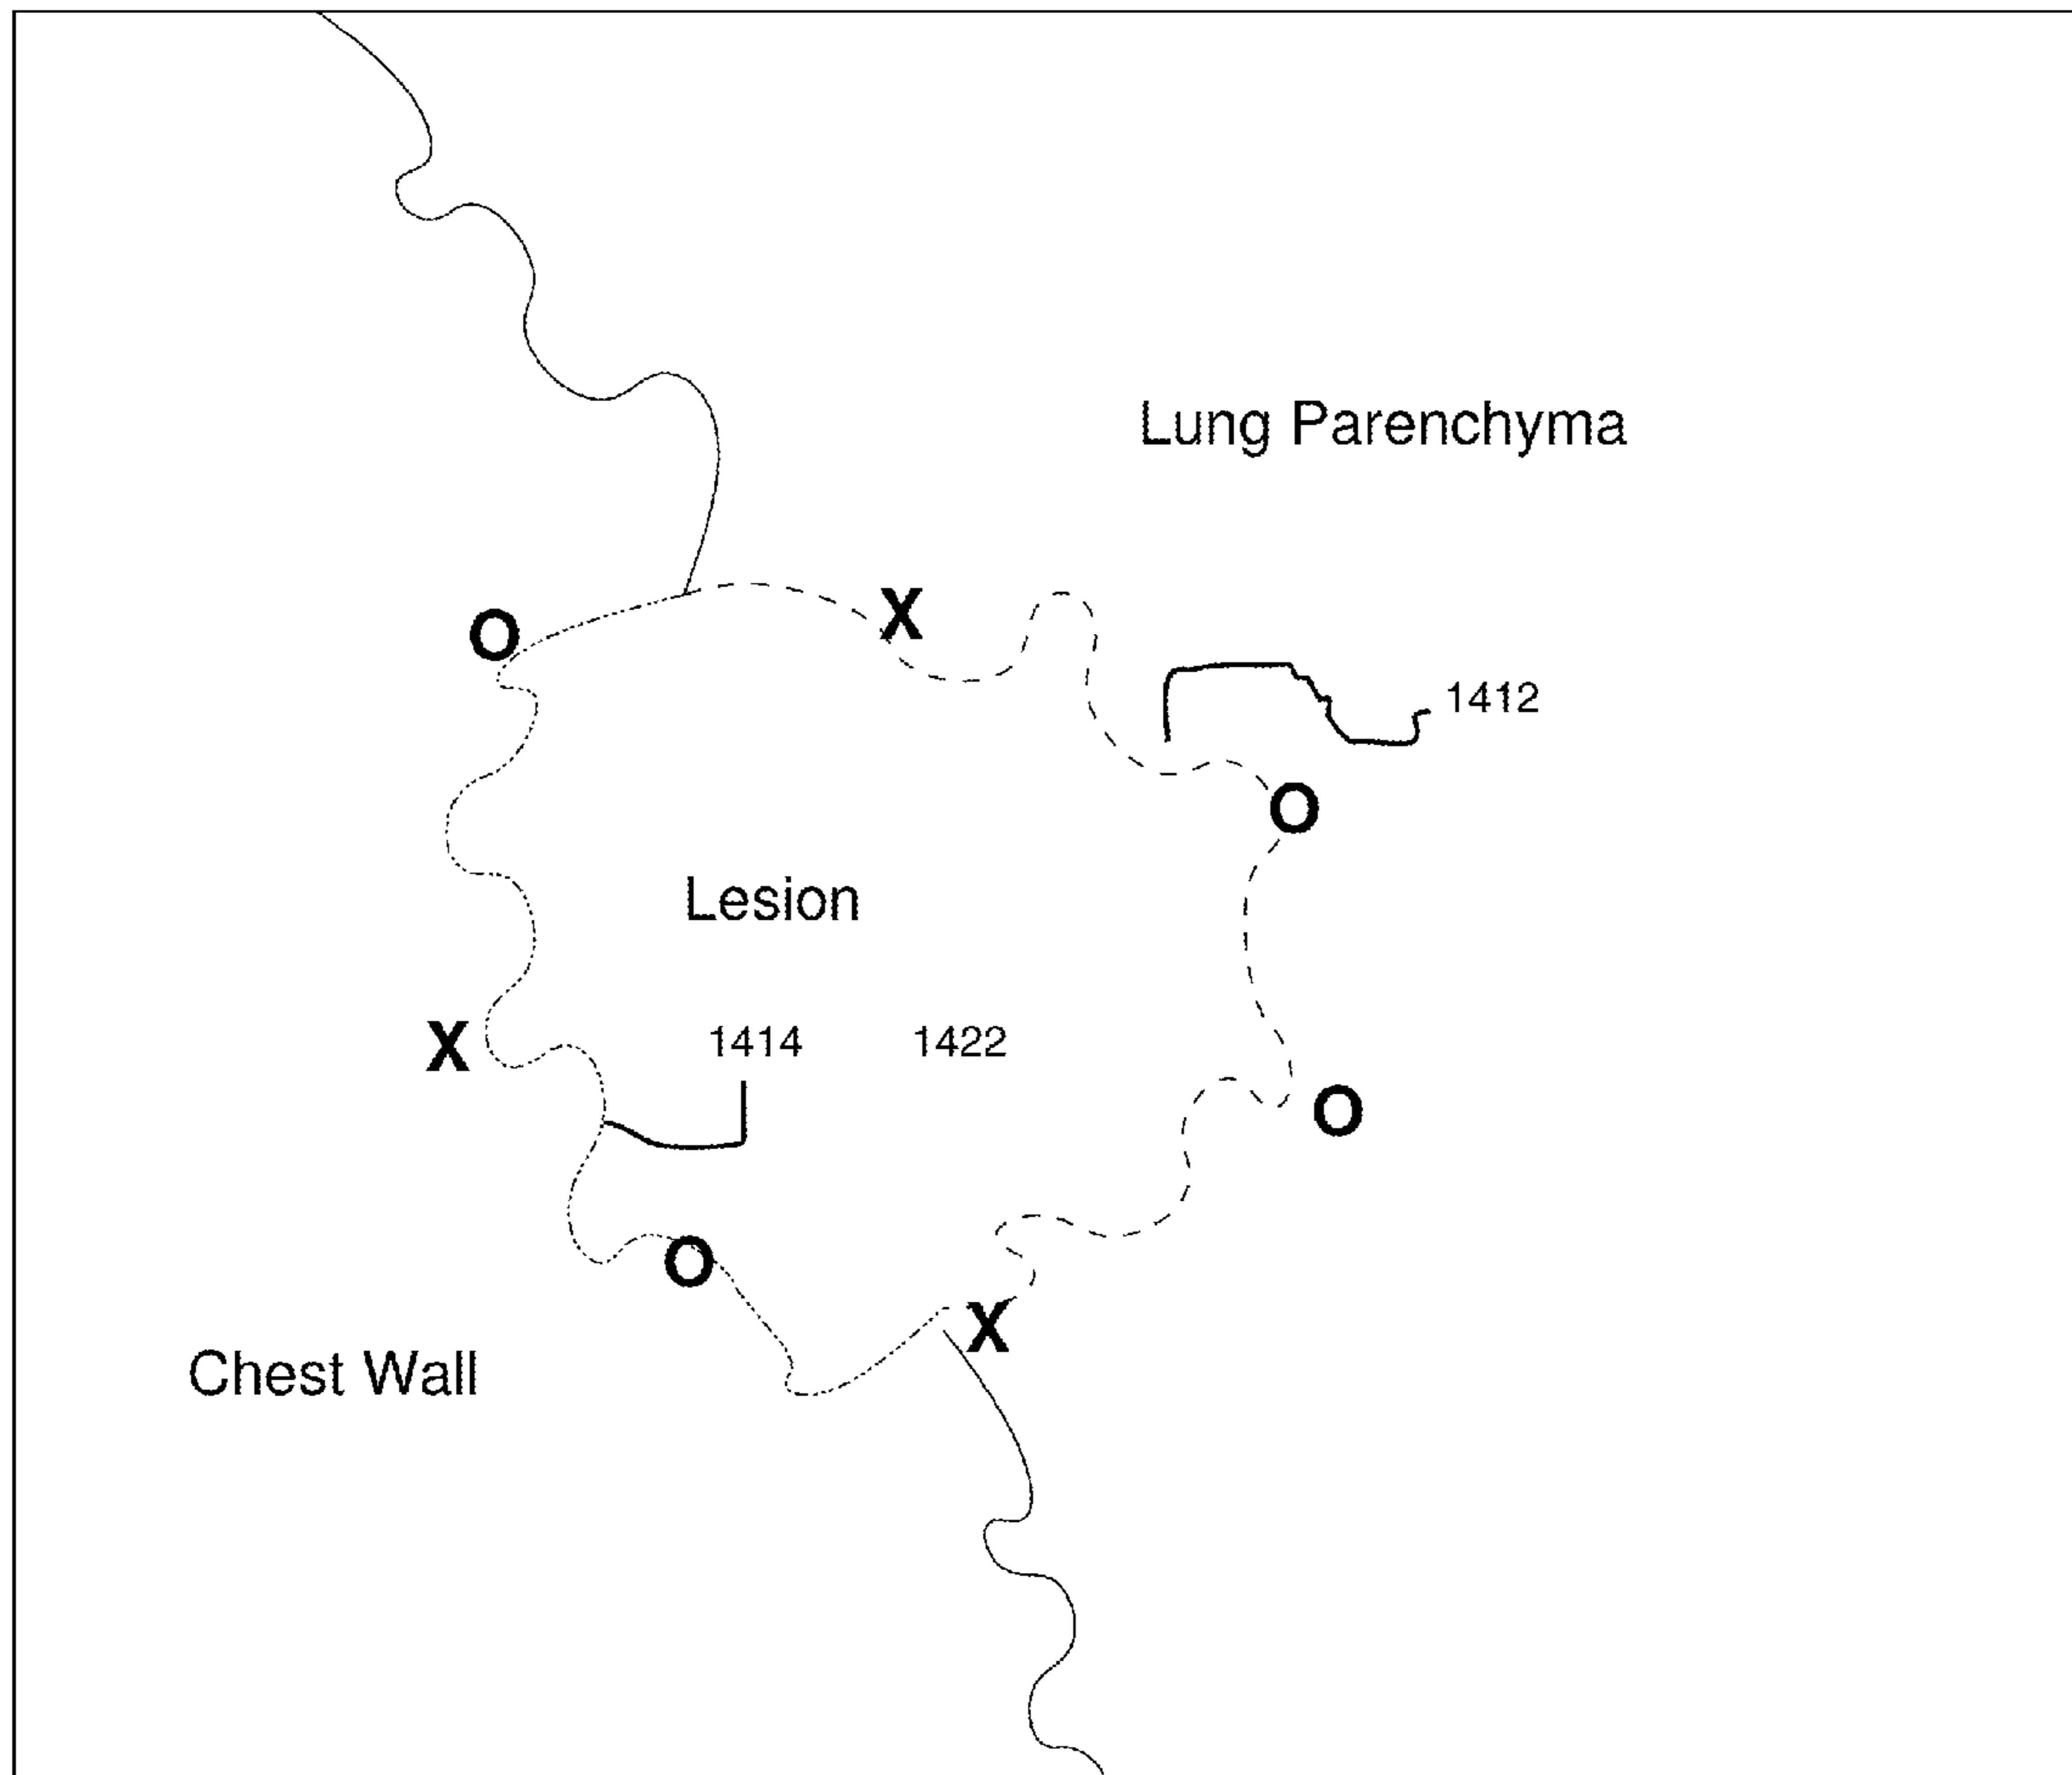 Lung Parenchyma
X
O
1412
O
Lesion
X
1414 1422
O
O
X
Chest Wall